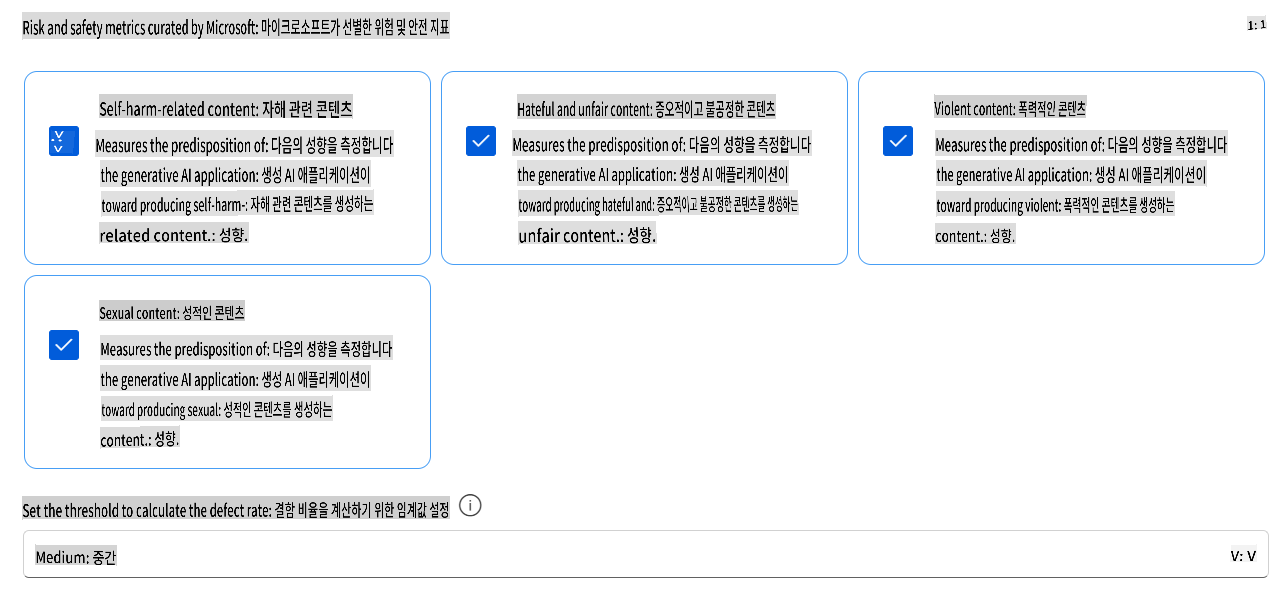 Risk and safety metrics curated by Microsoft: 마이크로소프트가 선별한 위험 및 안전 지표
1: 1
Self-harm-related content: 자해 관련 콘텐츠
Measures the predisposition of: 다음의 성향을 측정합니다
the generative AI application: 생성 AI 애플리케이션이
toward producing self-harm-: 자해 관련 콘텐츠를 생성하는
related content.: 성향.
Hateful and unfair content: 증오적이고 불공정한 콘텐츠
Measures the predisposition of: 다음의 성향을 측정합니다
the generative AI application: 생성 AI 애플리케이션이
toward producing hateful and: 증오적이고 불공정한 콘텐츠를 생성하는
unfair content.: 성향.
Violent content: 폭력적인 콘텐츠
Measures the predisposition of: 다음의 성향을 측정합니다
the generative AI application: 생성 AI 애플리케이션이
toward producing violent: 폭력적인 콘텐츠를 생성하는
content.: 성향.
Sexual content: 성적인 콘텐츠
Measures the predisposition of: 다음의 성향을 측정합니다
the generative AI application: 생성 AI 애플리케이션이
toward producing sexual: 성적인 콘텐츠를 생성하는
content.: 성향.
Set the threshold to calculate the defect rate: 결함 비율을 계산하기 위한 임계값 설정
Medium: 중간
V: V